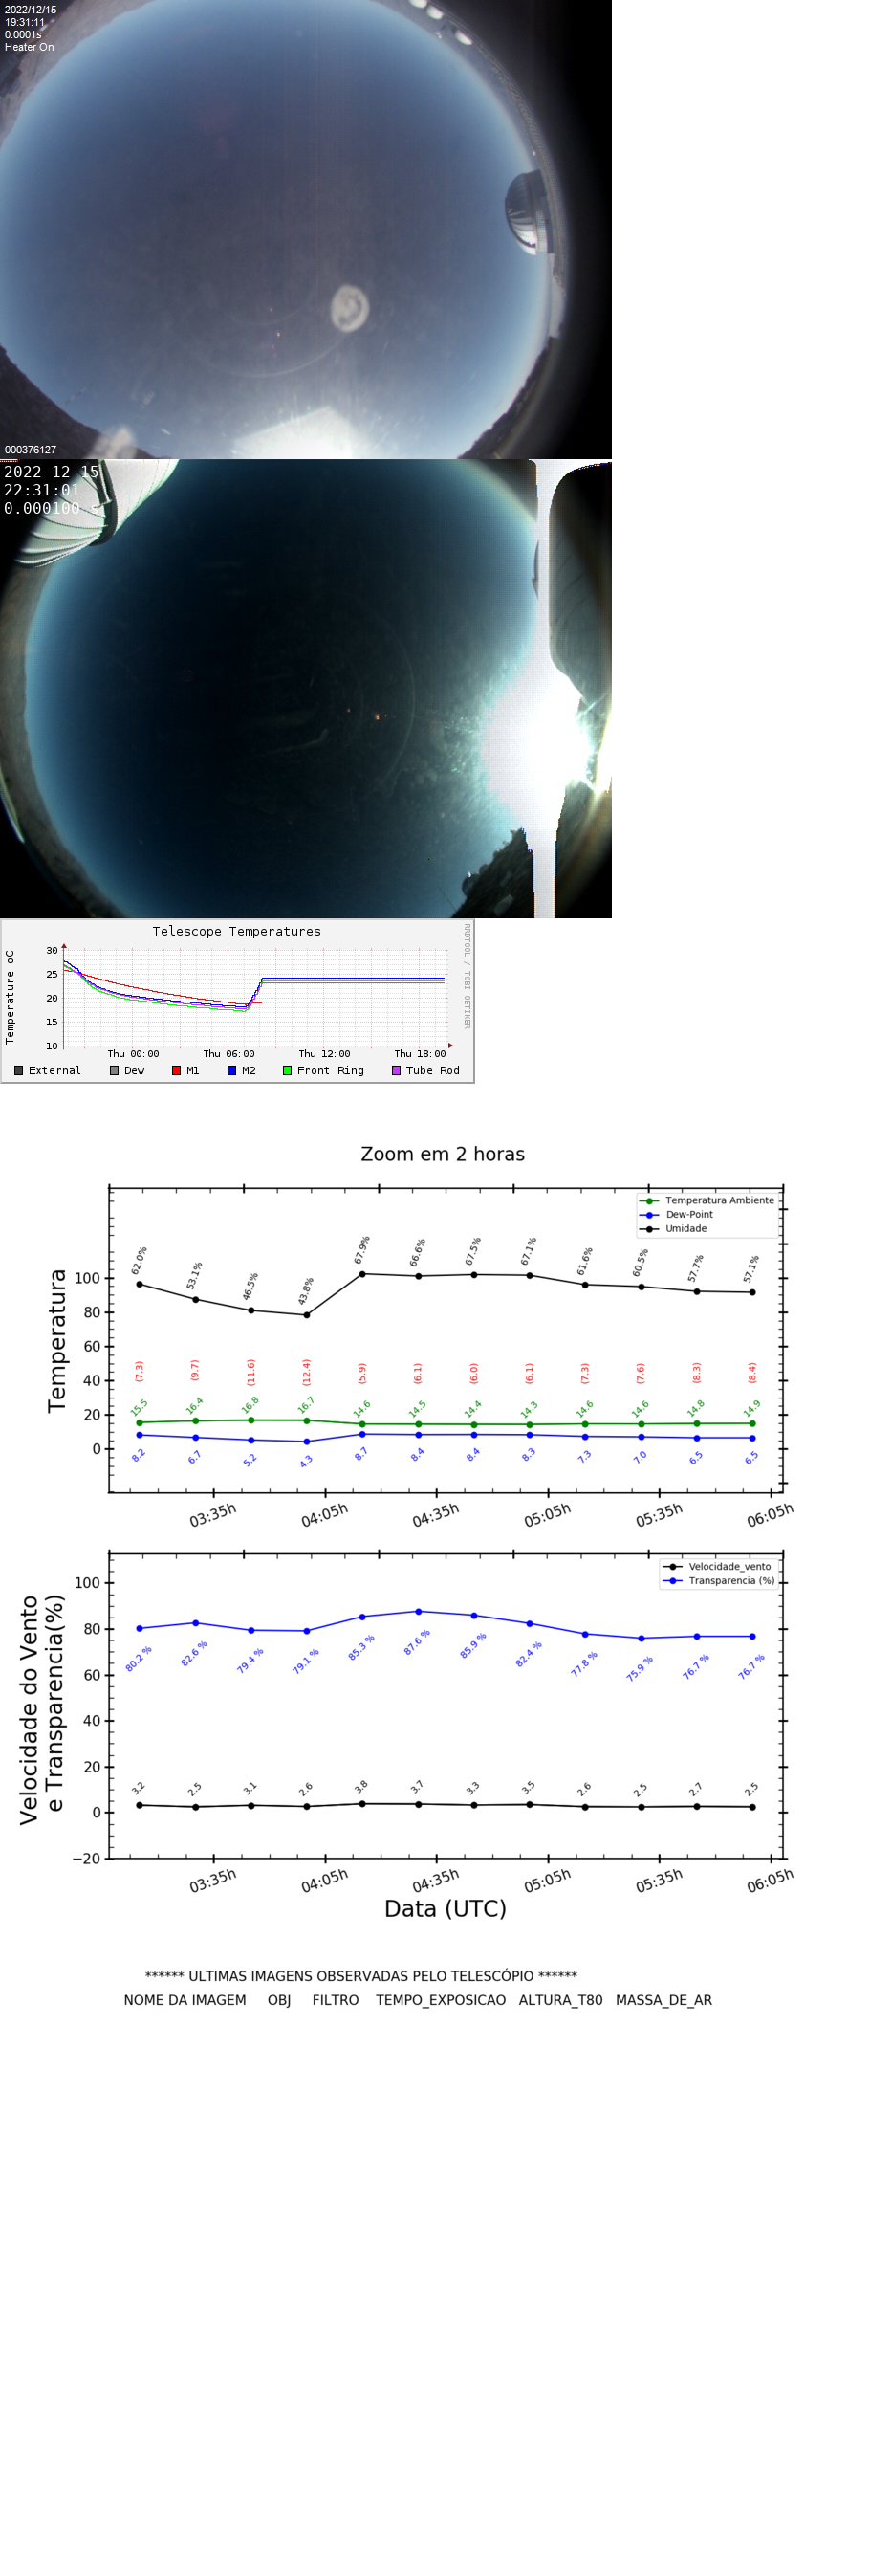 2022/12/15
19:31:11
0.0001s
Heater On
000376127
2022-12-15
22:31:01
0.000100 s
Telescope Temperatures
RRDTOOL / TOBI OETIKER
Temperature oC
30
25
20
15
10
Thu 00:00 Thu 06:00 Thu 12:00 Thu 18:00
External Dew M1 M2 Front Ring Tube Rod
Zoom em 2 horas
Temperatura
Temperatura Ambiente
Dew-Point
Umidade
100
80
60
40
20
0
62.0% 53.1% 46.5% 43.8% 67.9% 66.6% 67.5% 67.1% 61.6% 60.5% 57.7% 57.1%
(7.3) (9.7) (11.6) (12.4) (5.9) (6.1) (6.0) (6.1) (7.3) (7.6) (8.3) (8.4)
15.5 16.4 16.8 16.7 14.6 14.5 14.4 14.3 14.6 14.6 14.8 14.9
8.2 6.7 5.2 4.3 8.7 8.4 8.4 8.3 7.3 7.0 6.5 6.5
03:35h 04:05h 04:35h 05:05h 05:35h 06:05h
Velocidade do Vento
e Transparencia(%)
Velocidade_vento
Transparencia (%)
100
80
60
40
20
0
−20
80.2 % 82.6 % 79.4 % 79.1 % 85.3 % 87.6 % 85.9 % 82.4 % 77.8 % 75.9 % 76.7 % 76.7 %
3.2 2.5 3.1 2.6 3.8 3.7 3.3 3.5 2.6 2.5 2.7 2.5
03:35h 04:05h 04:35h 05:05h 05:35h 06:05h
Data (UTC)
****** ULTIMAS IMAGENS OBSERVADAS PELO TELESCÓPIO ******
NOME DA IMAGEM OBJ FILTRO TEMPO_EXPOSICAO ALTURA_T80 MASSA_DE_AR